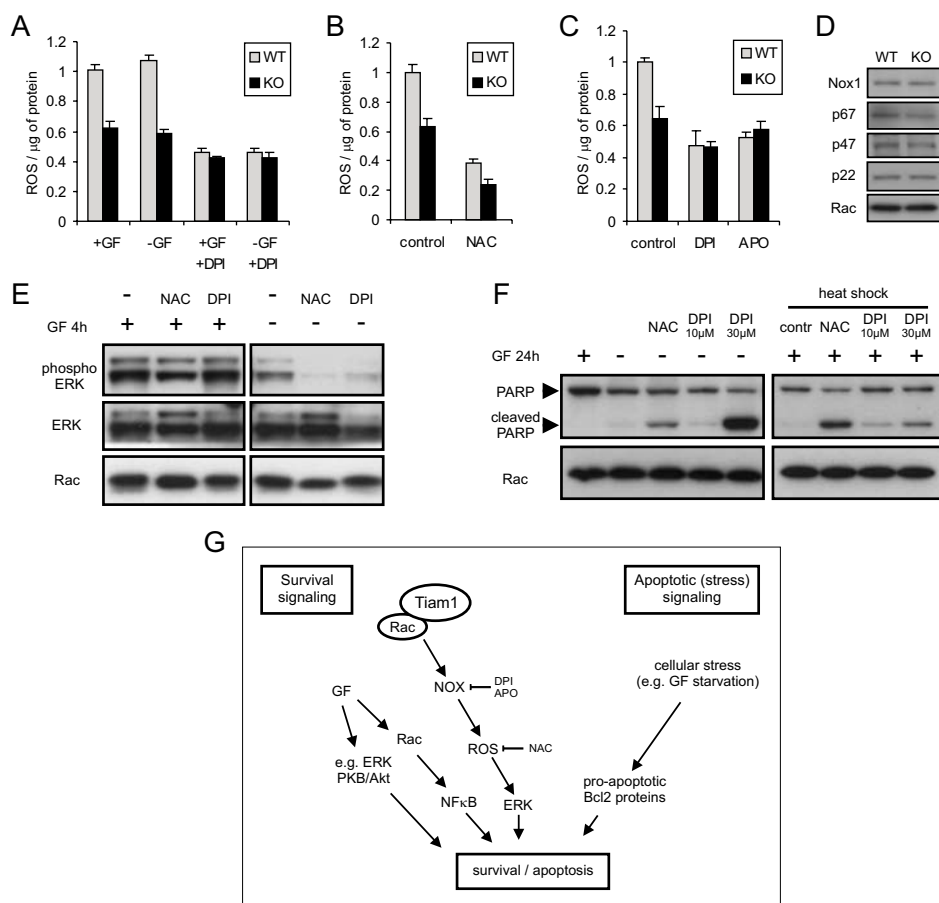 A
ROS / µg of protein
1.2
1
0.8
0.6
0.4
0.2
0
WT
KO
+GF
-GF
+GF
+DPI
-GF
+DPI
B
ROS / µg of protein
1.2
1
0.8
0.6
0.4
0.2
0
WT
KO
control
NAC
C
ROS / µg of protein
1.2
1
0.8
0.6
0.4
0.2
0
WT
KO
control
DPI
APO
D
WT KO
Nox1
p67
p47
p22
Rac
E
- NAC DPI - NAC DPI
GF 4h + + + - - -
phospho
ERK
ERK
Rac
F
heat shock
NAC DPI 10µM DPI 30µM contr NAC DPI 10µM DPI 30µM
GF 24h + - - - - + + + +
PARP
cleaved
PARP
Rac
G
Survival
signaling
Apoptotic (stress)
signaling
Tiam1
Rac
NOX
DPI
APO
cellular stress
(e.g. GF starvation)
GF
Rac
ROS
NAC
e.g. ERK
PKB/Akt
NFκB
ERK
pro-apoptotic
Bcl2 proteins
survival / apoptosis